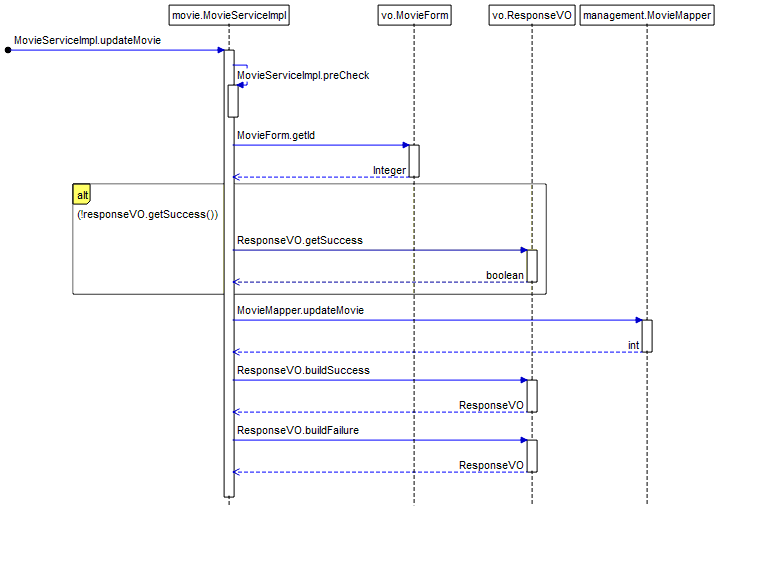 movie.MovieServiceImpl
vo.MovieForm
vo.ResponseVO
management.MovieMapper
MovieServiceImpl.updateMovie
MovieServiceImpl.preCheck
MovieForm.getId
Integer
alt
(!responseVO.getSuccess())
ResponseVO.getSuccess
boolean
MovieMapper.updateMovie
int
ResponseVO.buildSuccess
ResponseVO
ResponseVO.buildFailure
ResponseVO